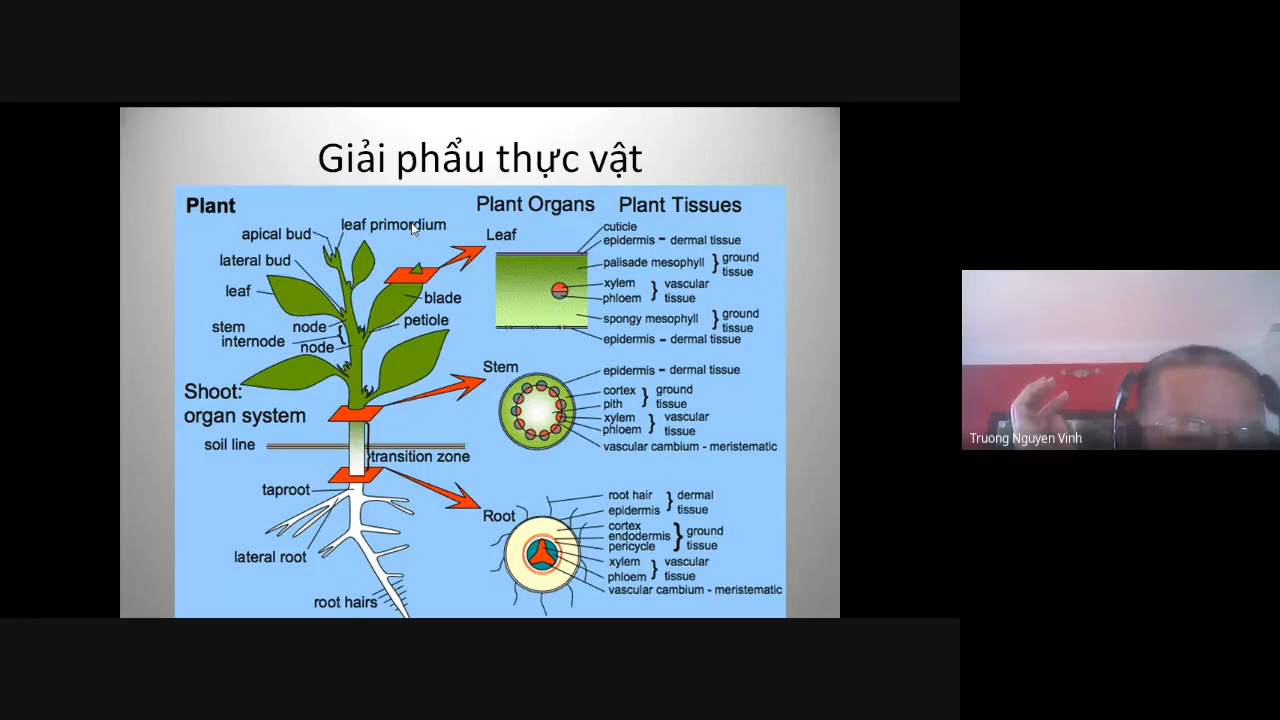 Giải phẩu thực vật
Plant
Plant Organs
Plant Tissues
apical bud
leaf primordium
lateral bud
leaf
blade
petiole
stem
internode
node
node
Shoot:
organ system
soil line
transition zone
taproot
lateral root
root hairs
Leaf
cuticle
epidermis - dermal tissue
palisade mesophyll } ground
tissue
xylem
phloem } vascular
tissue
spongy mesophyll } ground
tissue
epidermis - dermal tissue
Stem
epidermis - dermal tissue
cortex
pith } ground
tissue
xylem
phloem } vascular
tissue
vascular cambium - meristematic
Root
root hair
epidermis } dermal
tissue
cortex
endodermis
pericycle } ground
tissue
xylem
phloem } vascular
tissue
vascular cambium - meristematic
Truong Nguyen Vinh